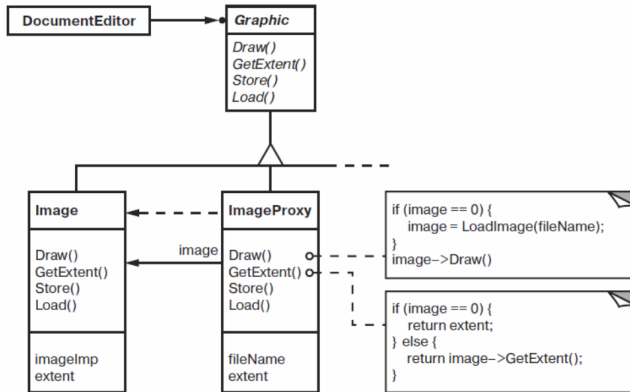 DocumentEditor
Graphic
Draw()
GetExtent()
Store()
Load()
Image
Draw()
GetExtent()
Store()
Load()
imageImp
extent
image
ImageProxy
Draw()
GetExtent()
Store()
Load()
fileName
extent
if (image == 0) {
image = LoadImage(fileName);
}
image->Draw()
if (image == 0) {
return extent;
} else {
return image->GetExtent();
}